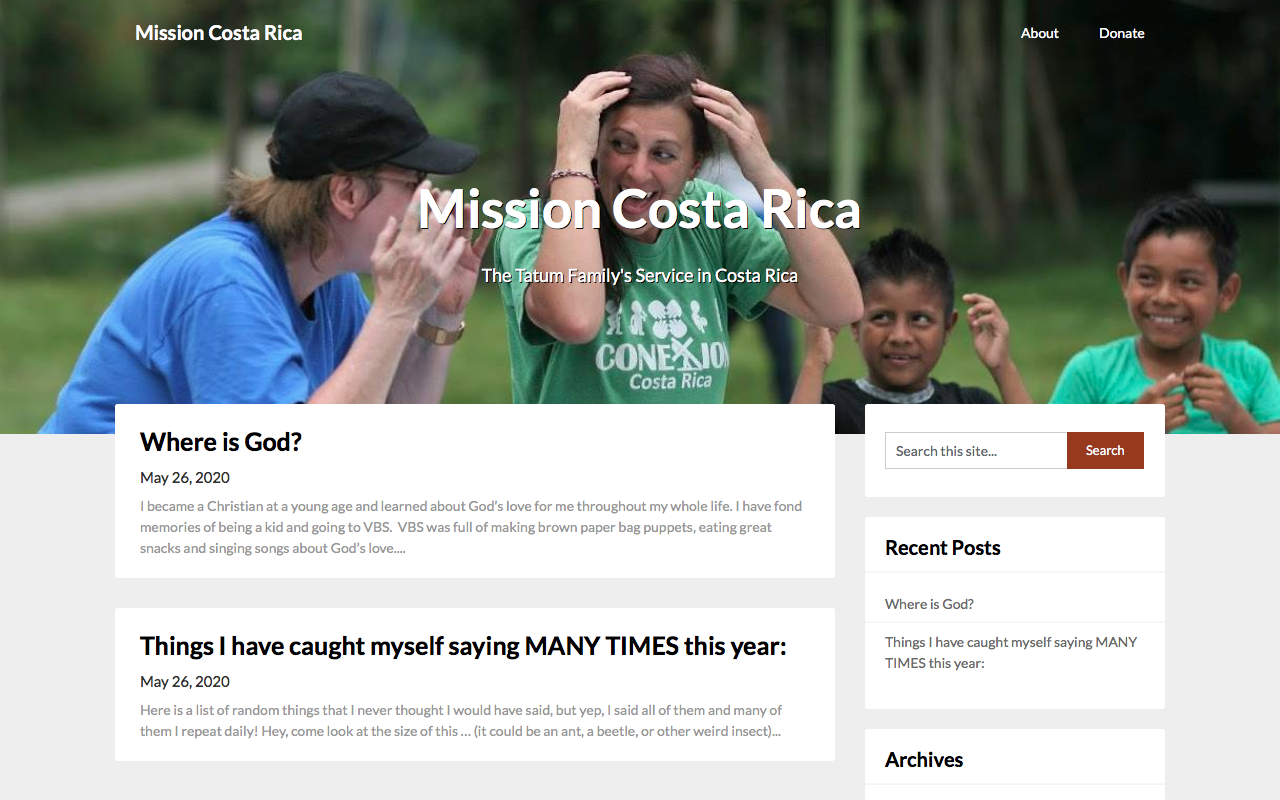 Mission Costa Rica
About
Donate
Mission Costa Rica
The Tatum Family's Service in Costa Rica
CONEXION
Costa Rica
Where is God?
May 26, 2020
I became a Christian at a young age and learned about God’s love for me throughout my whole life. I have fond
memories of being a kid and going to VBS.  VBS was full of making brown paper bag puppets, eating great
snacks and singing songs about God’s love....
Things I have caught myself saying MANY TIMES this year:
May 26, 2020
Here is a list of random things that I never thought I would have said, but yep, I said all of them and many of
them I repeat daily! Hey, come look at the size of this … (it could be an ant, a beetle, or other weird insect)...
Search this site...
Search
Recent Posts
Where is God?
Things I have caught myself saying MANY
TIMES this year:
Archives